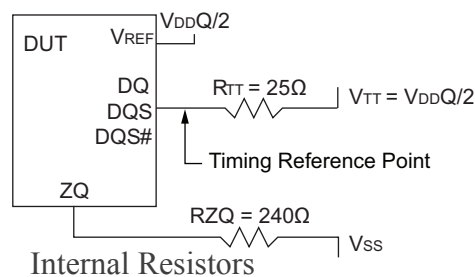 VDDQ/2
DUT
VREF
DQ
DQS
DQS#
RTT = 25Ω
VTT = VDDQ/2
Timing Reference Point
ZQ
RZQ = 240Ω
VSS
Internal Resistors